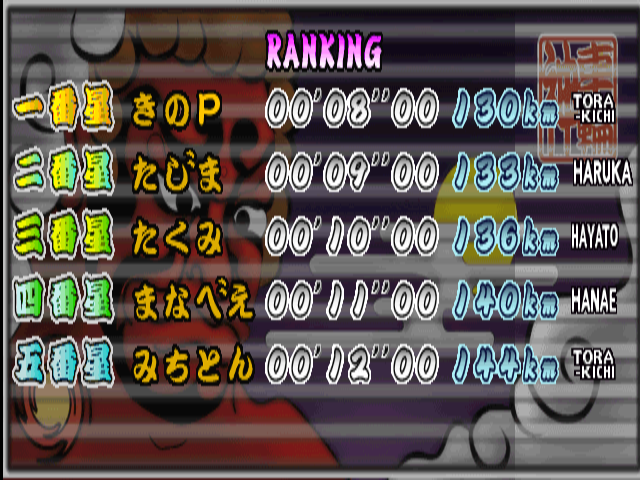 RANKING
一番星 きのP 00'08"00 130km TORA-KICHI
二番星 たじま 00'09"00 133km HARUKA
三番星 たくみ 00'10"00 136km HAYATO
四番星 まなべえ 00'11"00 140km HANAE
五番星 みちとん 00'12"00 144km TORA-KICHI